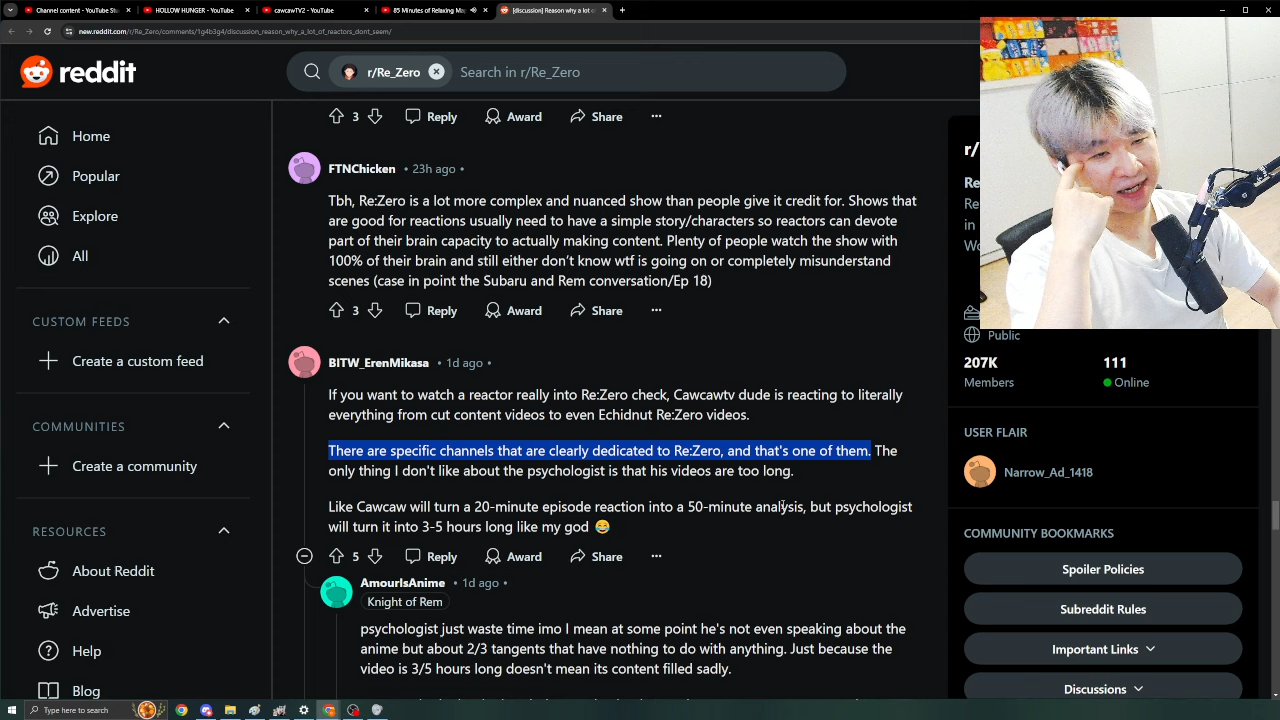 Channel content - YouTube Stu
HOLLOW HUNGER - YouTube
cawcawTV2 - YouTube
85 Minutes of Relaxing Ma
[discussion] Reason why a lot o
new.reddit.com/r/Re_Zero/comments/1g4b3g4/discussion_reason_why_a_lot_of_reactors_dont_seem/
reddit
r/Re_Zero
Search in r/Re_Zero
Home
Popular
Explore
All
CUSTOM FEEDS
Create a custom feed
COMMUNITIES
Create a community
RESOURCES
About Reddit
Advertise
Help
Blog
3
Reply
Award
Share
FTNChicken • 23h ago •
Tbh, Re:Zero is a lot more complex and nuanced show than people give it credit for. Shows that
are good for reactions usually need to have a simple story/characters so reactors can devote
part of their brain capacity to actually making content. Plenty of people watch the show with
100% of their brain and still either don't know wtf is going on or completely misunderstand
scenes (case in point the Subaru and Rem conversation/Ep 18)
3
Reply
Award
Share
BITW_ErenMikasa • 1d ago •
If you want to watch a reactor really into Re:Zero check, Cawcawtv dude is reacting to literally
everything from cut content videos to even Echidnut Re:Zero videos.
There are specific channels that are clearly dedicated to Re:Zero, and that's one of them. The
only thing I don't like about the psychologist is that his videos are too long.
Like Cawcaw will turn a 20-minute episode reaction into a 50-minute analysis, but psychologist
will turn it into 3-5 hours long like my god 😂
5
Reply
Award
Share
AmourIsAnime • 1d ago •
Knight of Rem
psychologist just waste time imo I mean at some point he's not even speaking about the
anime but about 2/3 tangents that have nothing to do with anything. Just because the
video is 3/5 hours long doesn't mean its content filled sadly.
r/
Re
Re
in
Wo
Public
207K
111
Members
Online
USER FLAIR
Narrow_Ad_1418
COMMUNITY BOOKMARKS
Spoiler Policies
Subreddit Rules
Important Links
Discussions
Type here to search